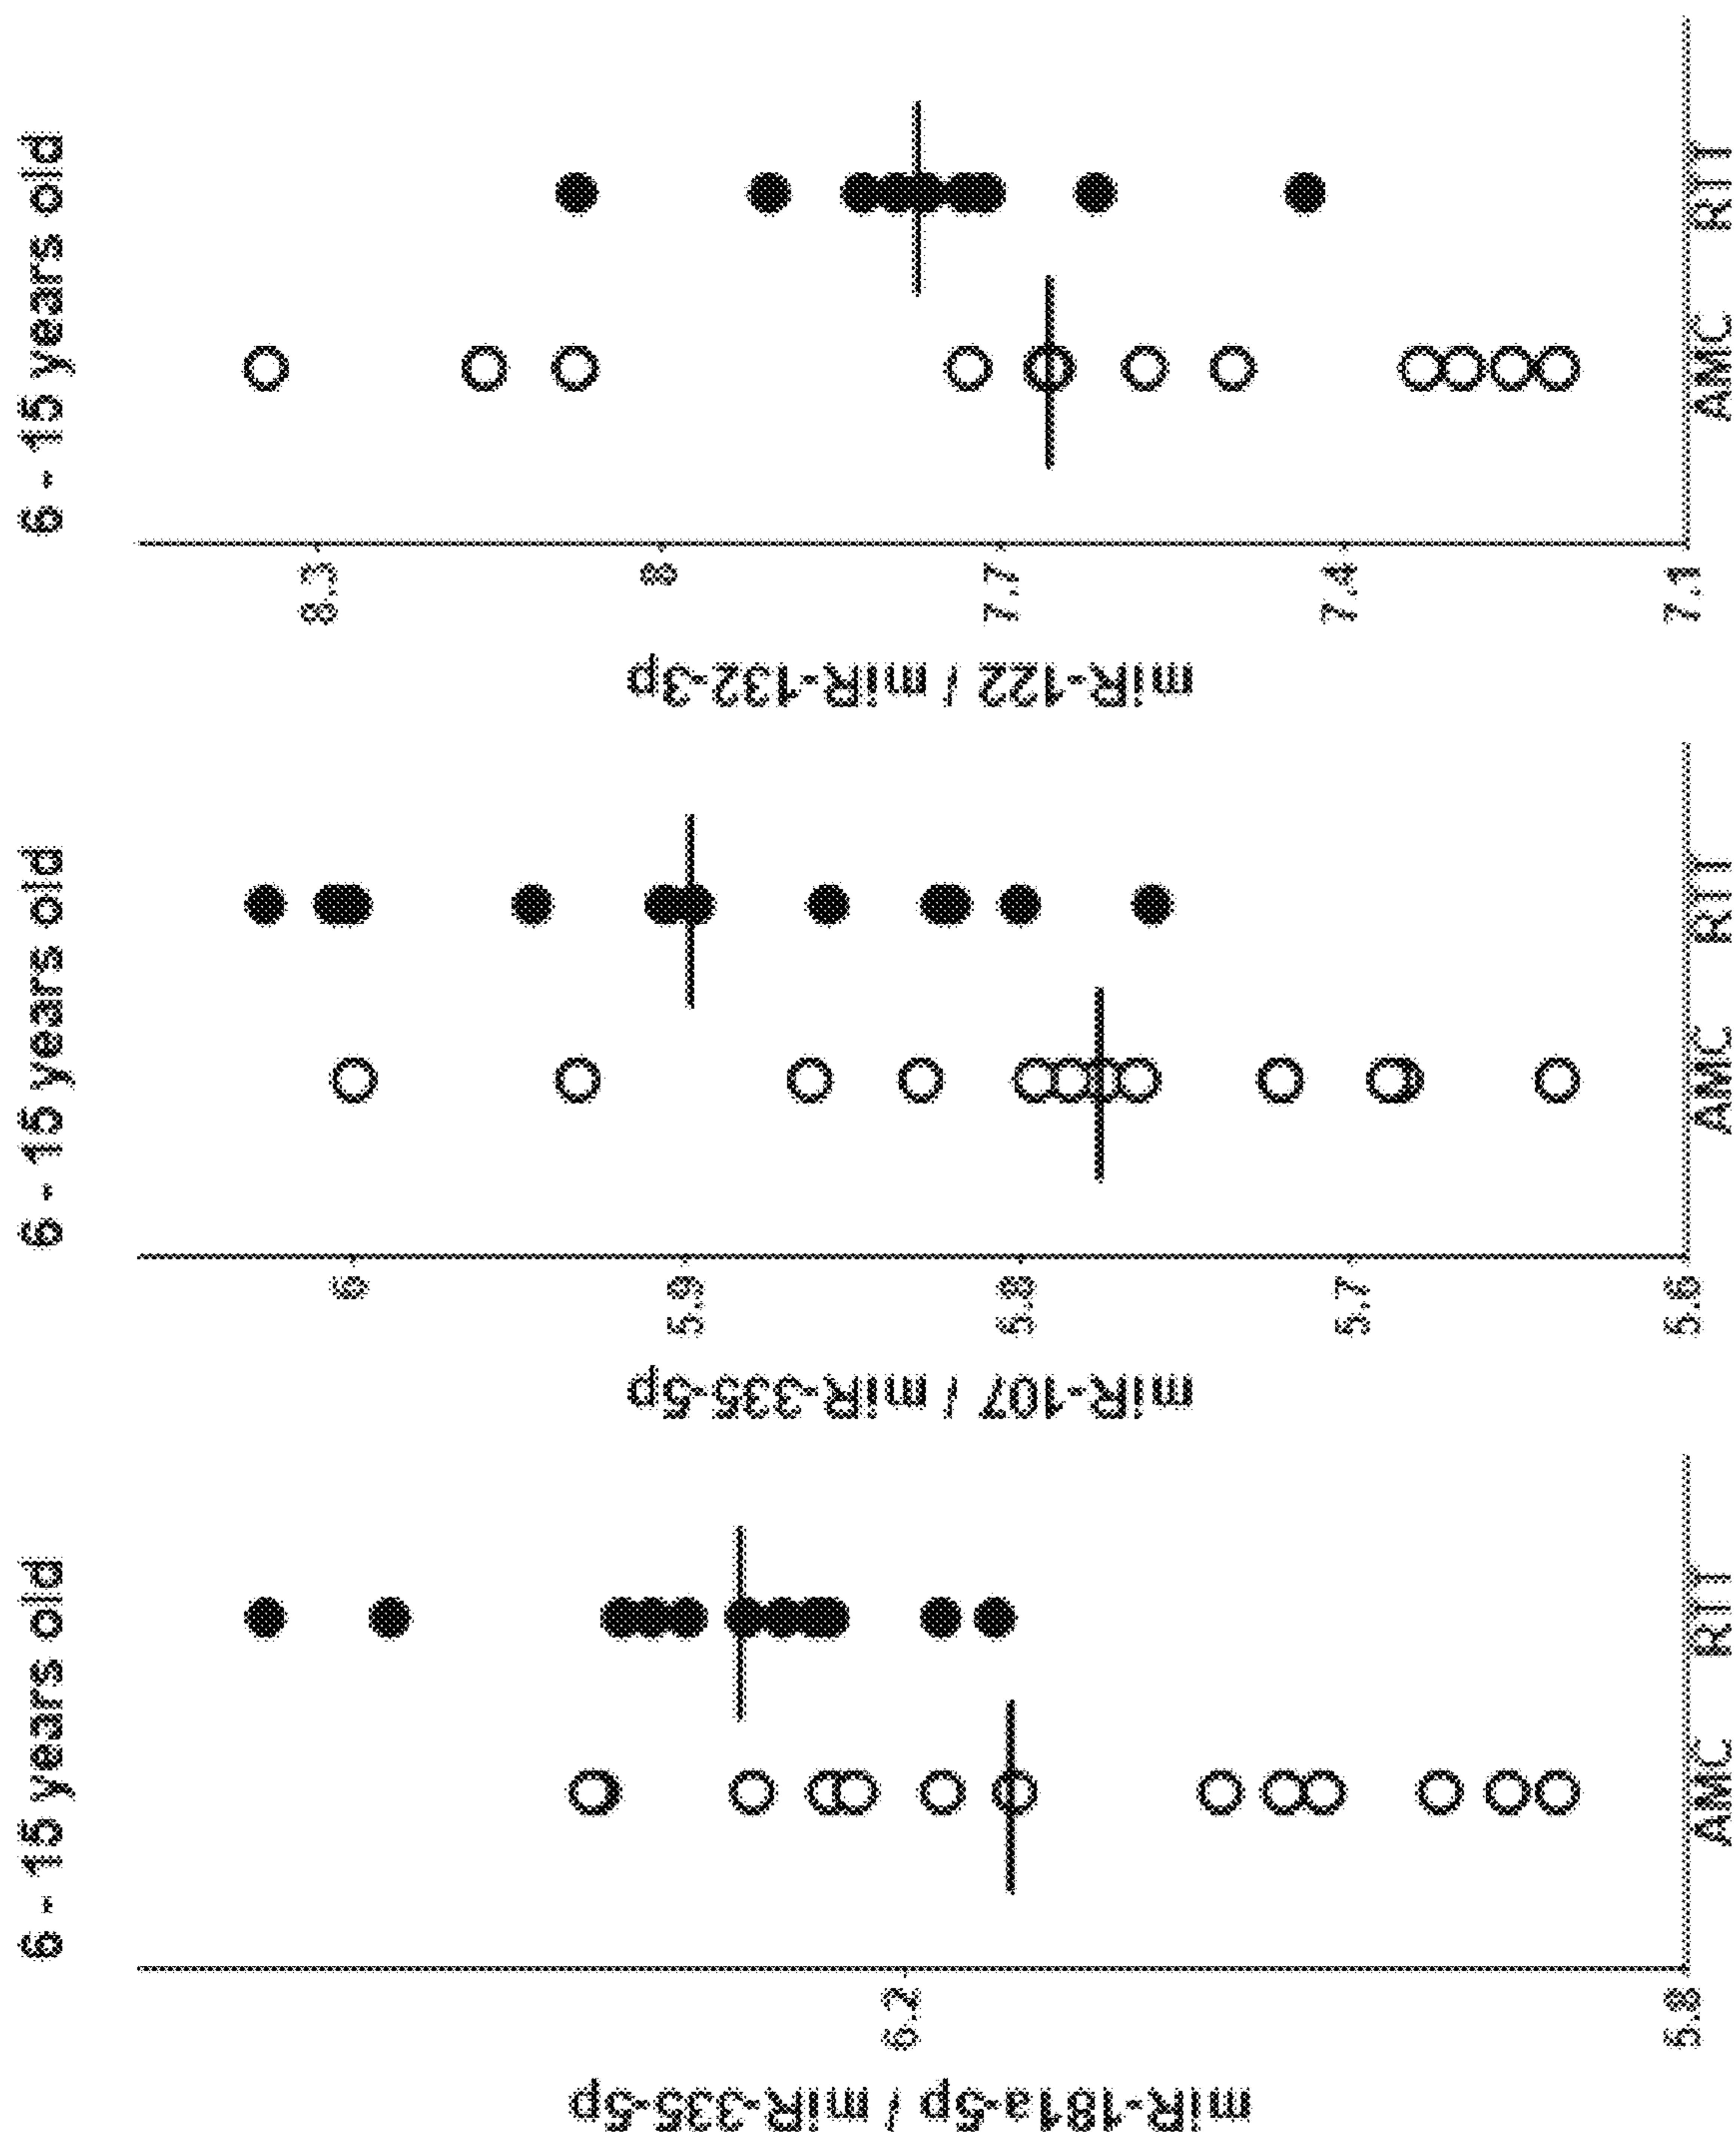 6 - 15 years old
miR-181a-5p / miR-335-5p
6.2
5.8
AMC RTT
6 - 15 years old
miR-107 / miR-335-5p
6
5.9
5.8
5.7
5.6
AMC RTT
6 - 15 years old
miR-122 / miR-132-3p
8.3
8
7.7
7.4
7.1
AMC RTT